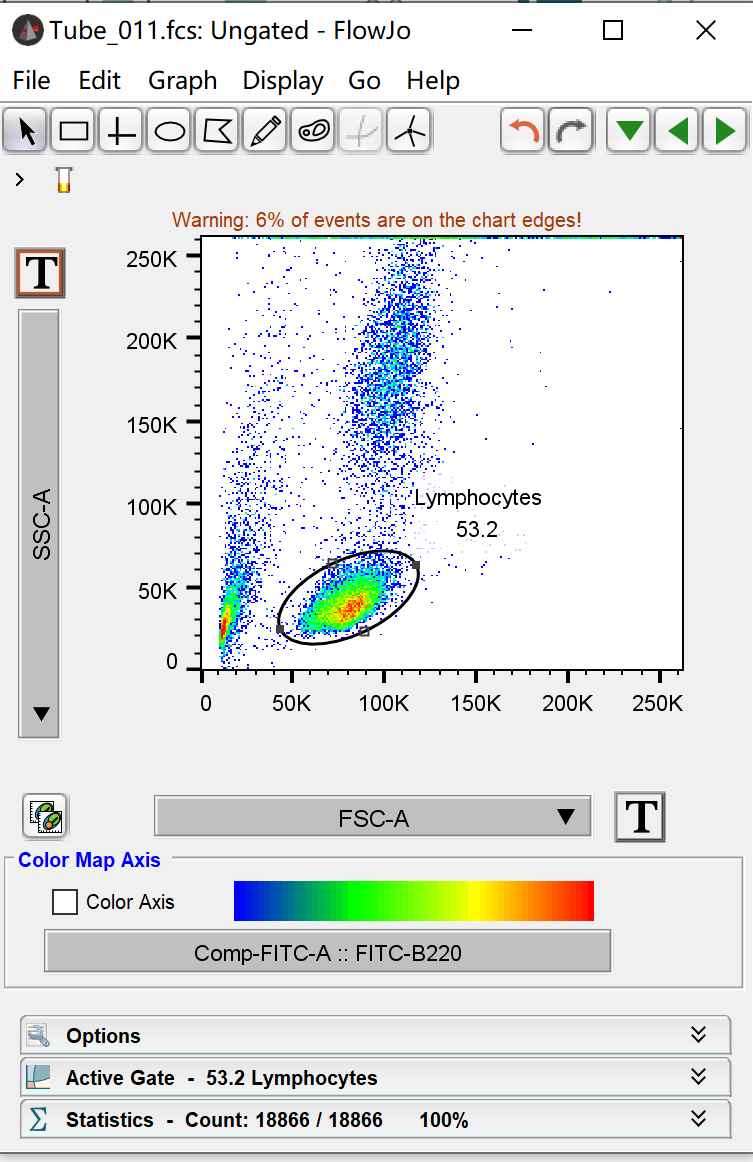 Tube_011.fcs: Ungated - FlowJo
File Edit Graph Display Go Help
Warning: 6% of events are on the chart edges!
T
250K
200K
150K
100K
50K
0
SSC-A
Lymphocytes
53.2
0 50K 100K 150K 200K 250K
FSC-A
T
Color Map Axis
Color Axis
Comp-FITC-A :: FITC-B220
Options
Active Gate - 53.2 Lymphocytes
Σ Statistics - Count: 18866 / 18866 100%